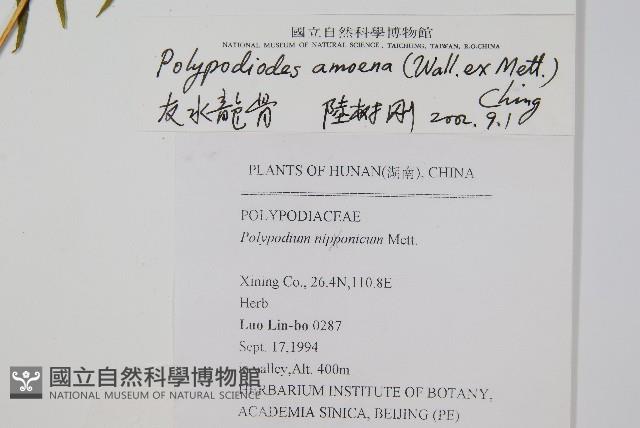 國立自然科學博物館
NATIONAL MUSEUM OF NATURAL SCIENCE, TAICHUNG, TAIWAN, R.O.CHINA
Polypodiodes amoena (Wall. ex Mett.)
Ching
友水龍骨 陸树刚 2002. 9.1
PLANTS OF HUNAN(湖南), CHINA
POLYPODIACEAE
Polypodium nipponicum Mett.
Xining Co., 26.4N,110.8E
Herb
Luo Lin-bo 0287
Sept. 17,1994
valley,Alt. 400m
HERBARIUM INSTITUTE OF BOTANY,
ACADEMIA SINICA, BEIJING (PE)
國立自然科學博物館
NATIONAL MUSEUM OF NATURAL SCIENCE